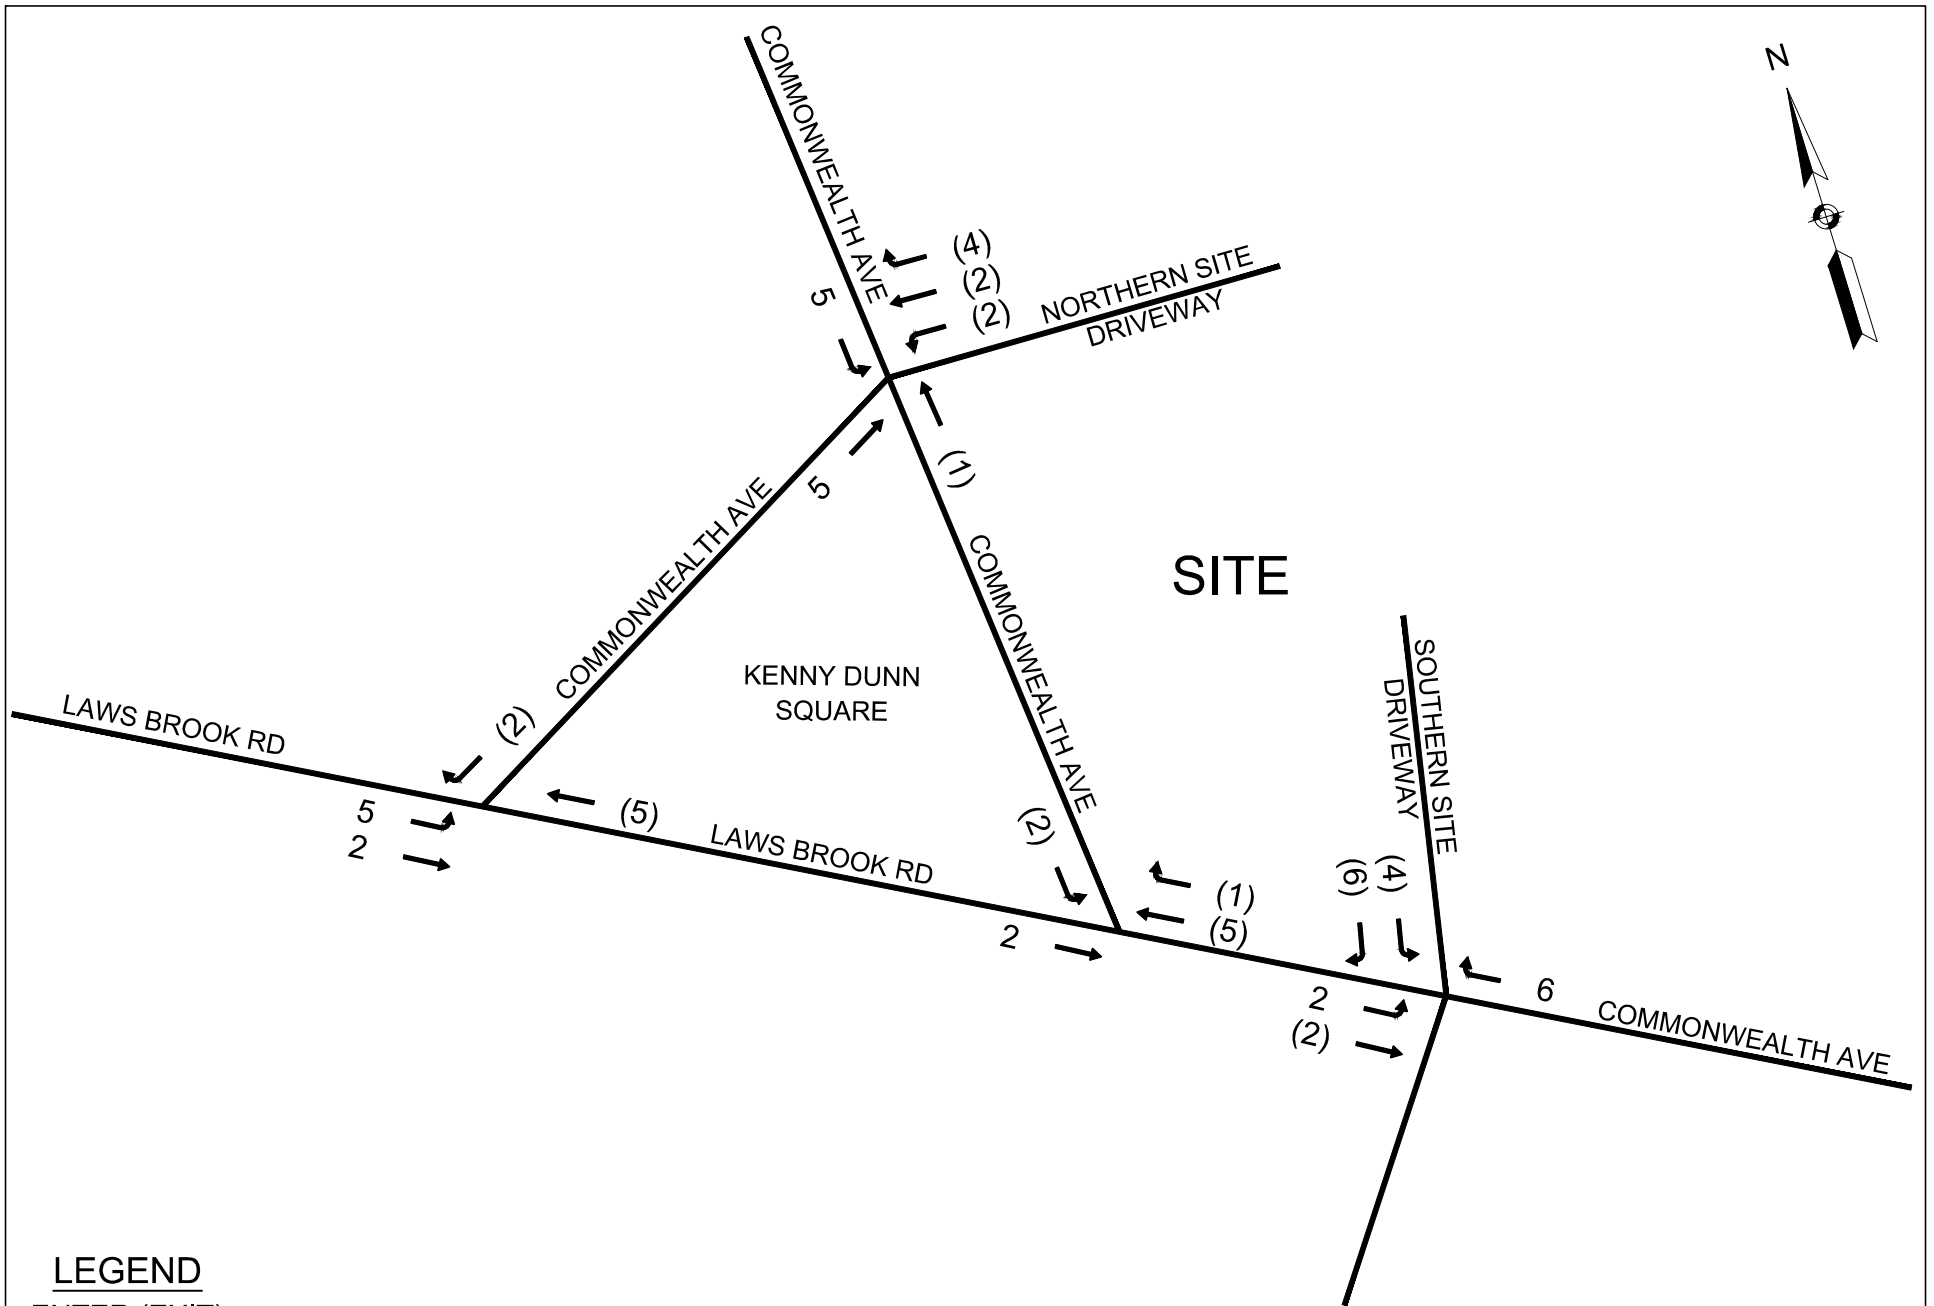 N
COMMONWEALTH AVE
(4)
(2)
(2)
5
NORTHERN SITE
DRIVEWAY
(1)
5
COMMONWEALTH AVE
COMMONWEALTH AVE
SITE
KENNY DUNN
SQUARE
SOUTHERN SITE
DRIVEWAY
LAWS BROOK RD
(2)
5
2
(5)
LAWS BROOK RD
(2)
2
(1)
(5)
(6)
(4)
2
(2)
6
COMMONWEALTH AVE
LEGEND
ENTER (EXIT)